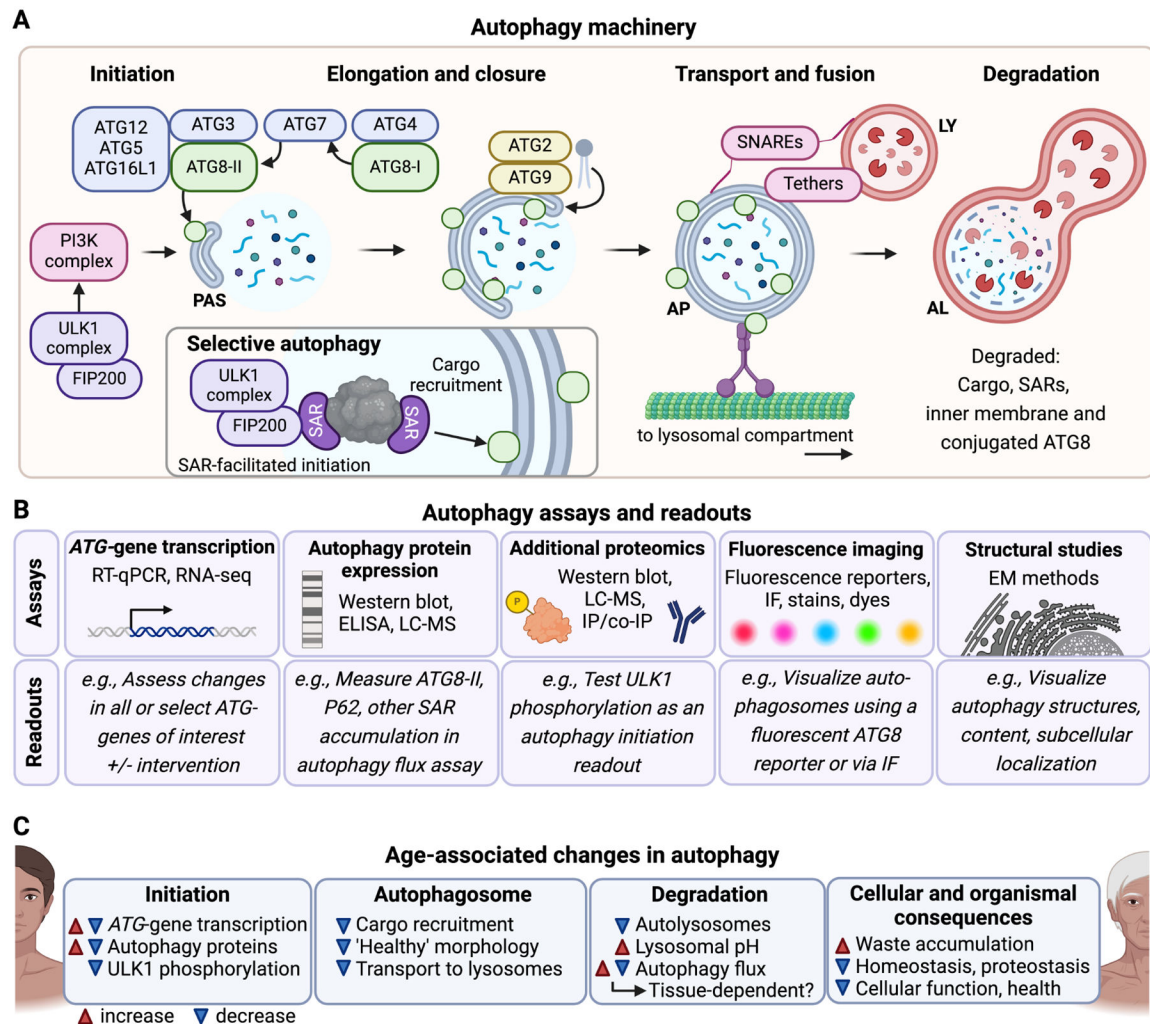 A
Autophagy machinery
Initiation
Elongation and closure
Transport and fusion
Degradation
ATG12
ATG5
ATG16L1
ATG3
ATG8-II
ATG7
ATG4
ATG8-I
ATG2
ATG9
SNAREs
Tethers
LY
PI3K
complex
PAS
ULK1
complex
FIP200
AP
AL
Selective autophagy
ULK1
complex
FIP200
SAR
SAR
Cargo
recruitment
SAR-facilitated initiation
to lysosomal compartment
Degraded:
Cargo, SARs,
inner membrane and
conjugated ATG8
B
Autophagy assays and readouts
Assays
ATG-gene transcription
RT-qPCR, RNA-seq
Autophagy protein
expression
Western blot,
ELISA, LC-MS
Additional proteomics
Western blot,
LC-MS,
IP/co-IP
P
Fluorescence imaging
Fluorescence reporters,
IF, stains, dyes
Structural studies
EM methods
Readouts
e.g., Assess changes
in all or select ATG-
genes of interest
+/- intervention
e.g., Measure ATG8-II,
P62, other SAR
accumulation in
autophagy flux assay
e.g., Test ULK1
phosphorylation as an
autophagy initiation
readout
e.g., Visualize auto-
phagosomes using a
fluorescent ATG8
reporter or via IF
e.g., Visualize
autophagy structures,
content, subcellular
localization
C
Age-associated changes in autophagy
Initiation
ATG-gene transcription
Autophagy proteins
ULK1 phosphorylation
Autophagosome
Cargo recruitment
'Healthy' morphology
Transport to lysosomes
Degradation
Autolysosomes
Lysosomal pH
Autophagy flux
Tissue-dependent?
Cellular and organismal
consequences
Waste accumulation
Homeostasis, proteostasis
Cellular function, health
increase
decrease